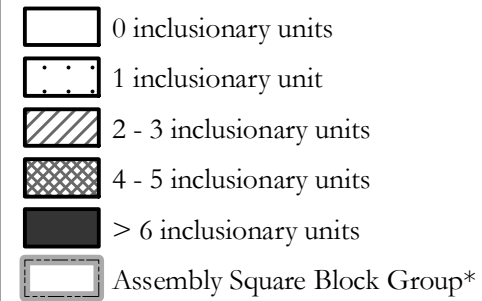 0 inclusionary units
1 inclusionary unit
2 - 3 inclusionary units
4 - 5 inclusionary units
> 6 inclusionary units
Assembly Square Block Group*